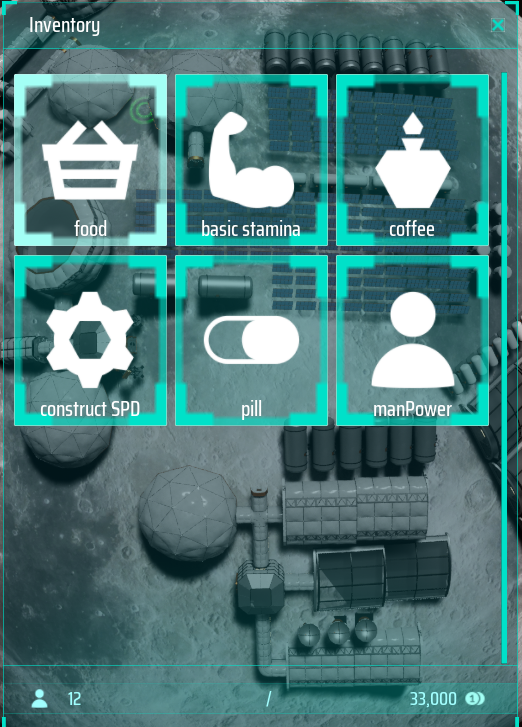 Inventory
food
basic stamina
coffee
construct SPD
pill
manPower
12 / 33,000